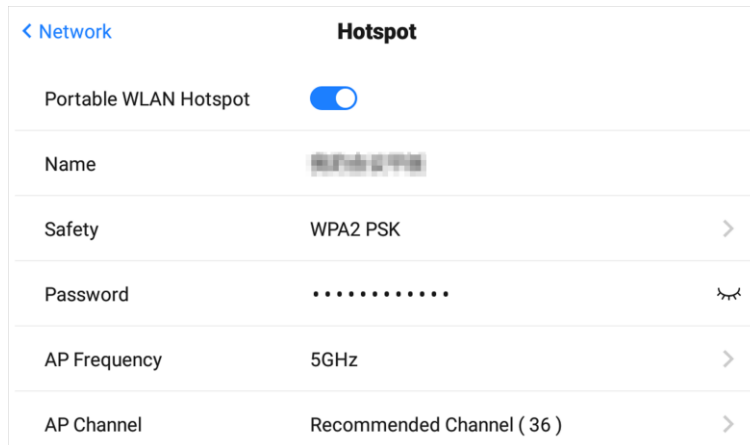 Network
Hotspot
Portable WLAN Hotspot
Name
Safety WPA2 PSK
Password ············
AP Frequency 5GHz
AP Channel Recommended Channel ( 36 )